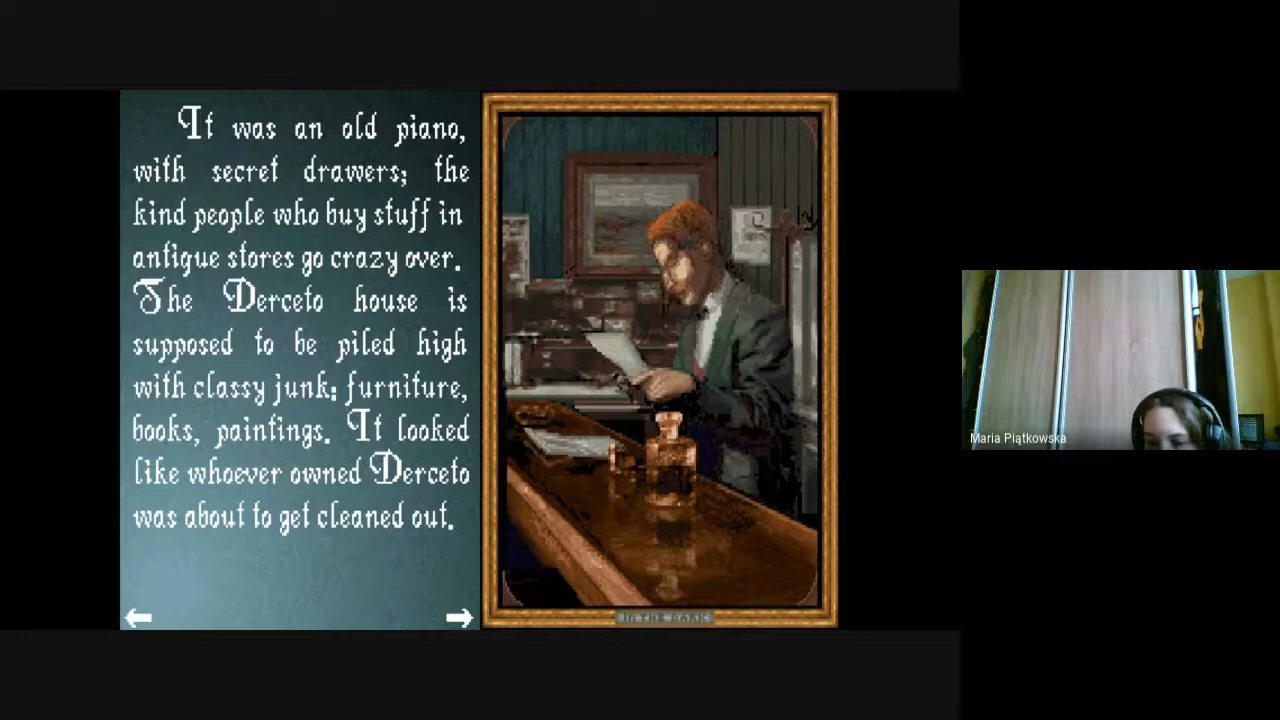 It was an old piano,
with secret drawers; the
kind people who buy stuff in
antique stores go crazy over.
The Derceto house is
supposed to be piled high
with classy junk: furniture,
books, paintings. It looked
like whoever owned Derceto
was about to get cleaned out.
IN THE DARK
Maria Piątkowska